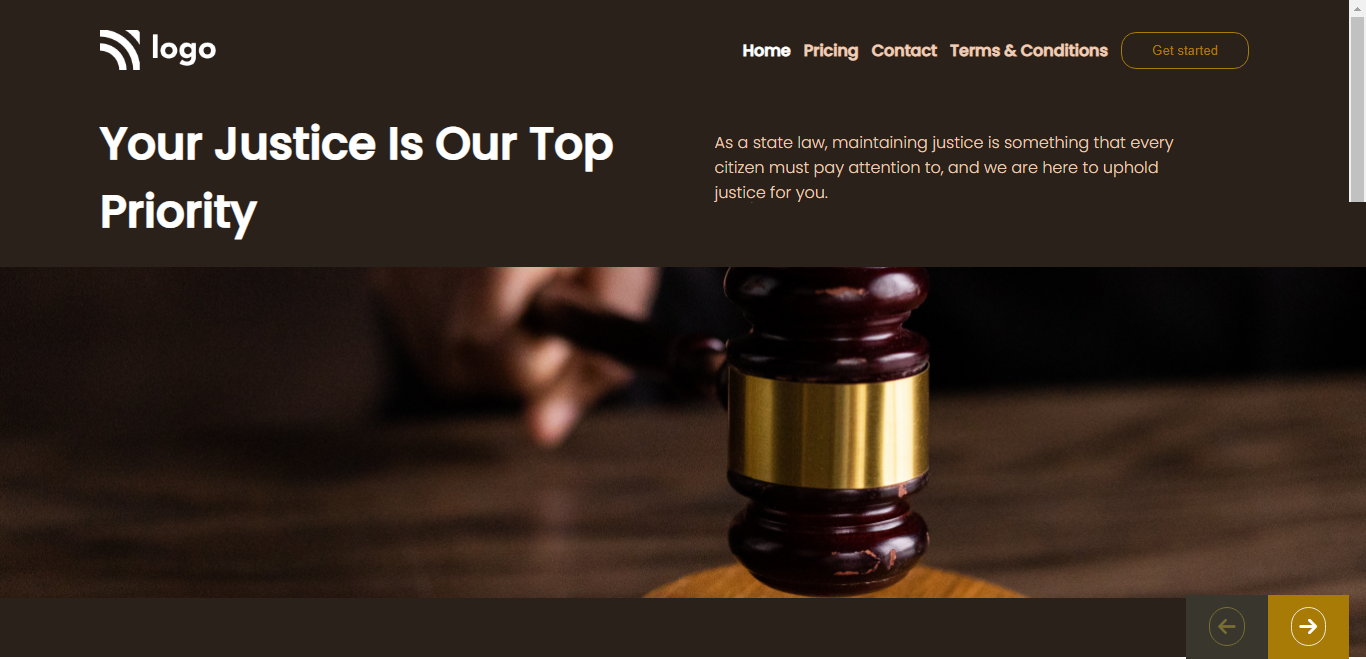 logo
Home Pricing Contact Terms & Conditions Get started
Your Justice Is Our Top
Priority
As a state law, maintaining justice is something that every
citizen must pay attention to, and we are here to uphold
justice for you.